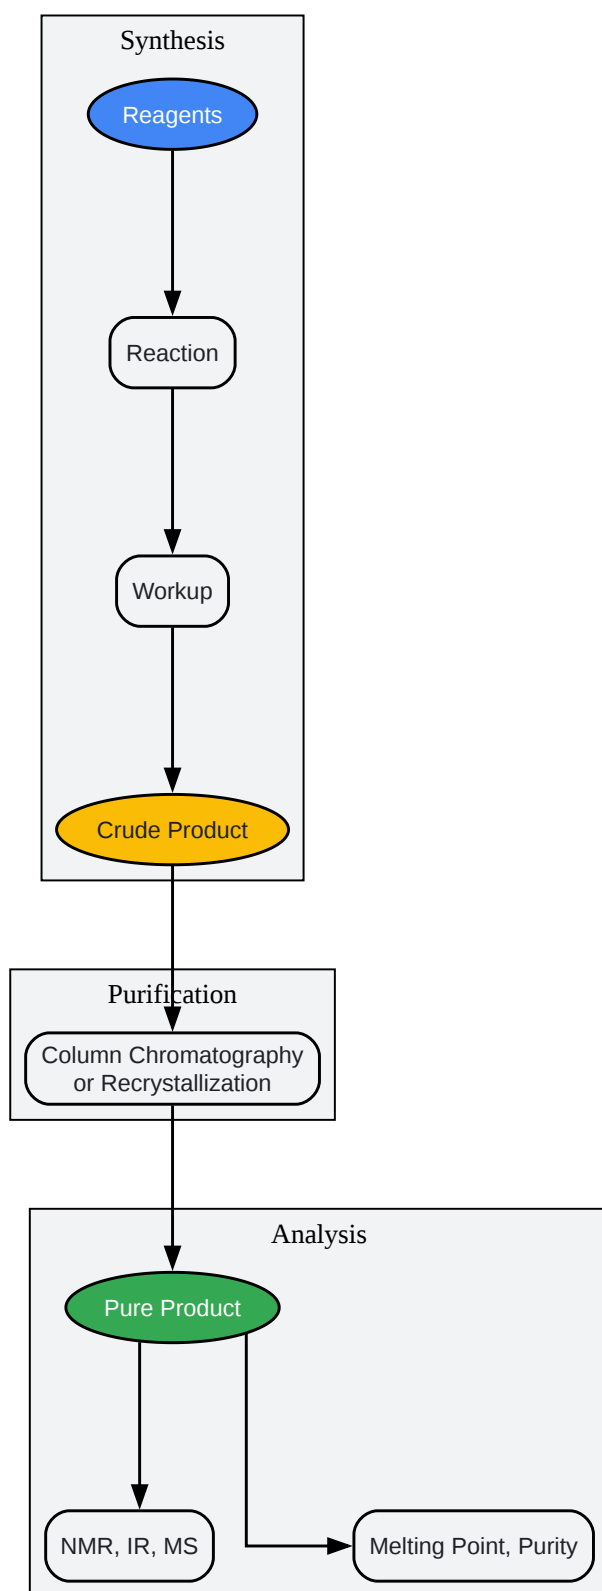 Synthesis
Reagents
Reaction
Workup
Crude Product
Purification
Column Chromatography
or Recrystallization
Analysis
Pure Product
NMR, IR, MS
Melting Point, Purity